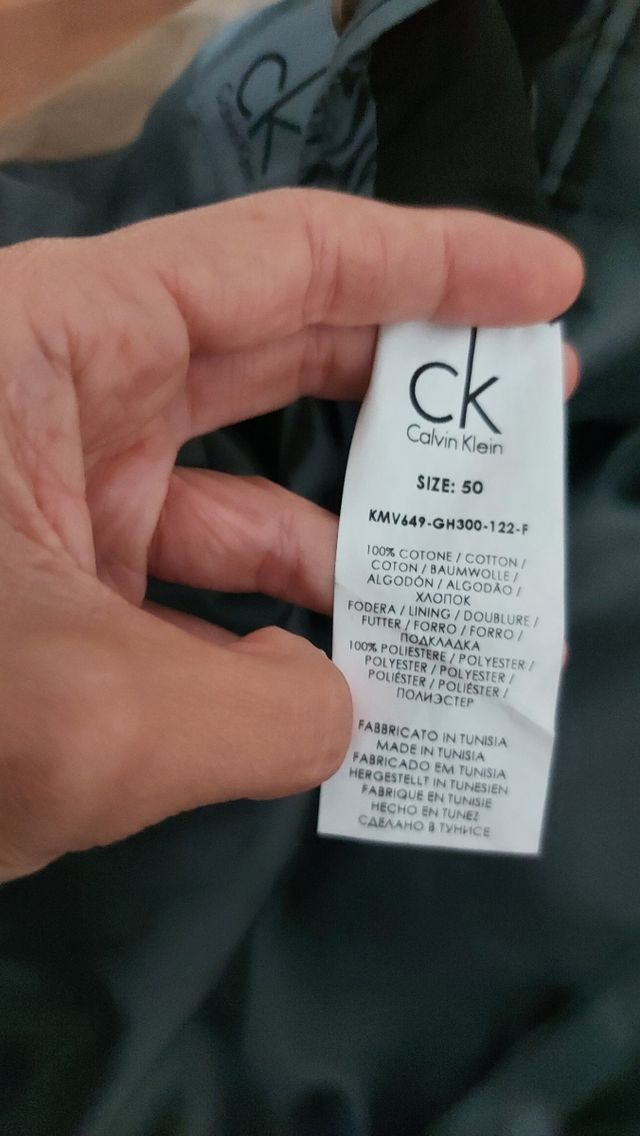 ck
ck
Calvin Klein
SIZE: 50
KMV649-GH300-122-F
100% COTONE / COTTON /
COTON / BAUMWOLLE /
ALGODÓN / ALGODÃO /
ХЛОПОК
FODERA / LINING / DOUBLURE /
FUTTER / FORRO / FORRO /
ПОДКЛАДКА
100% POLIESTERE / POLYESTER /
POLYESTER / POLYESTER /
POLIÉSTER / POLIÉSTER /
ПОЛИЭСТЕР
FABBRICATO IN TUNISIA
MADE IN TUNISIA
FABRICADO EM TUNISIA
HERGESTELLT IN TUNESIEN
FABRIQUE EN TUNISIE
HECHO EN TUNEZ
СДЕЛАНО В ТУНИСЕ